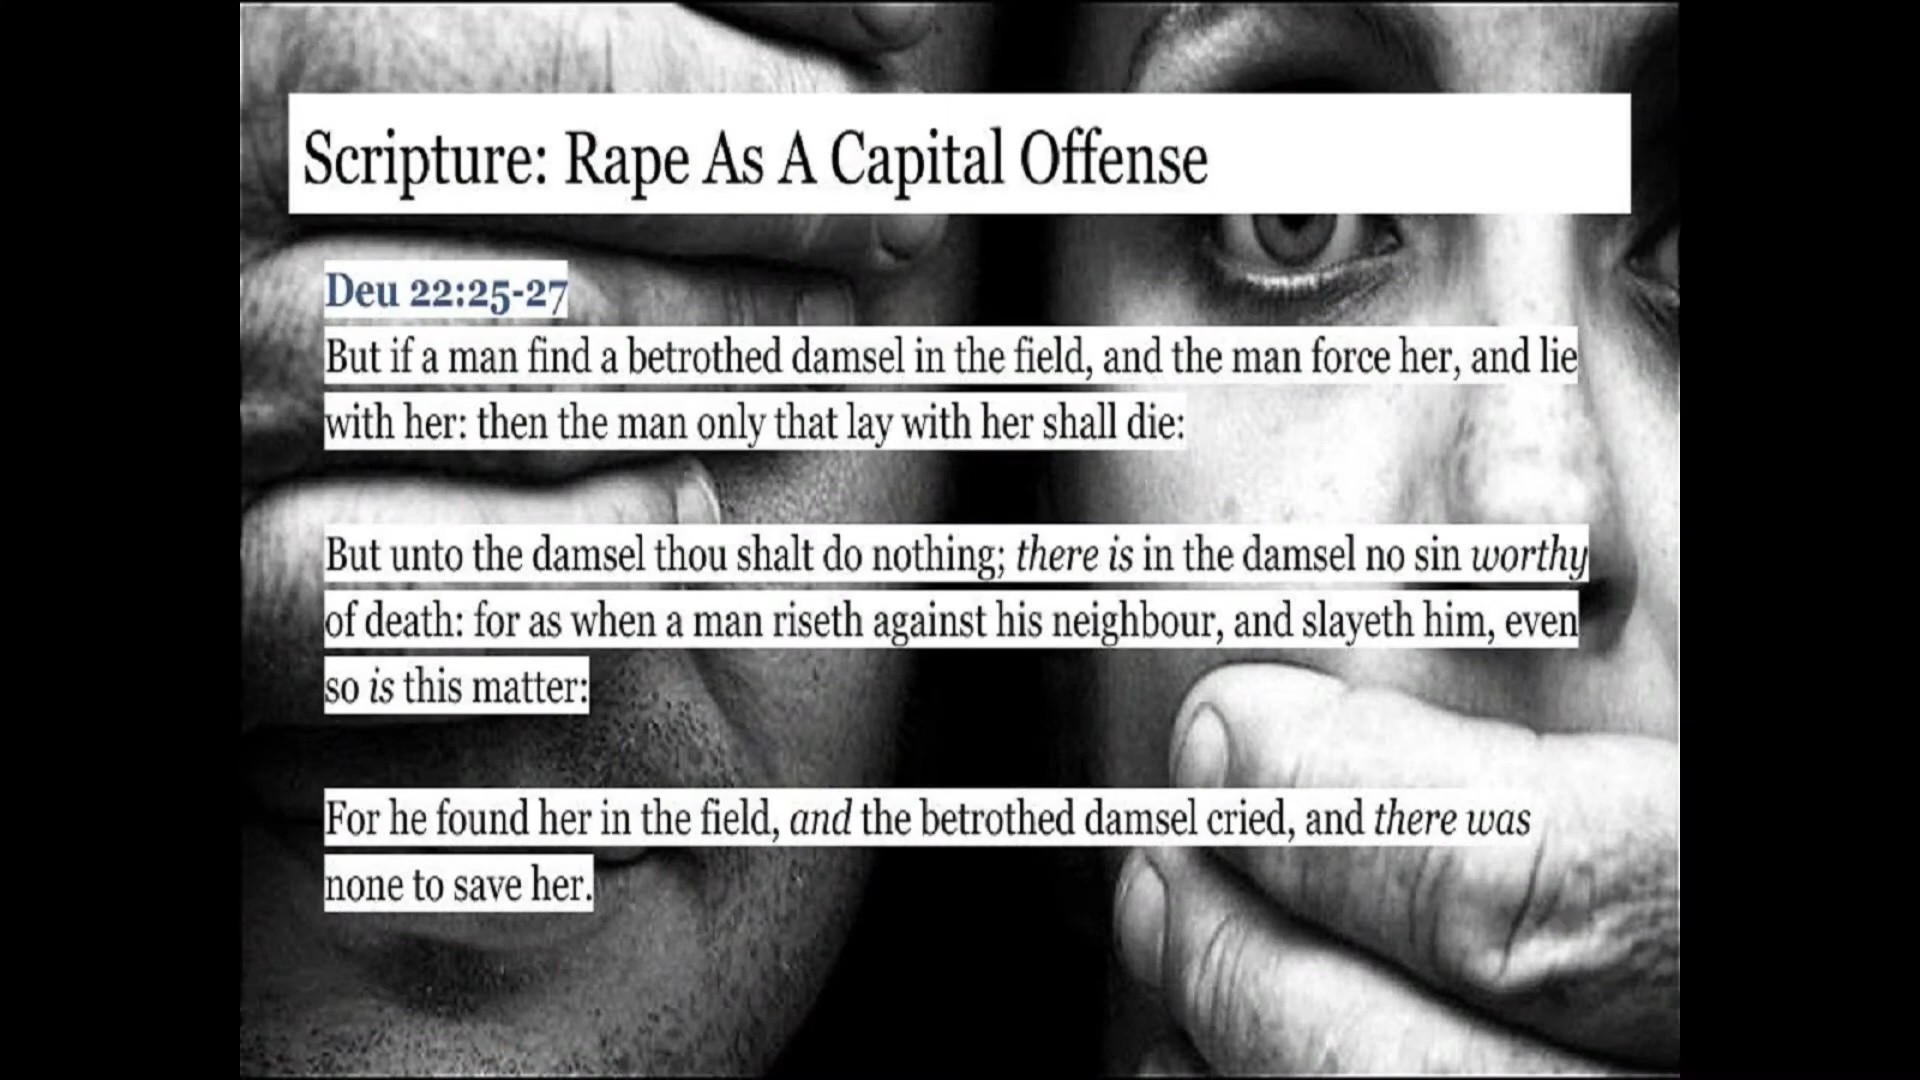 Scripture: Rape As A Capital Offense
Deu 22:25-27
But if a man find a betrothed damsel in the field, and the man force her, and lie
with her: then the man only that lay with her shall die:
But unto the damsel thou shalt do nothing; there is in the damsel no sin worthy
of death: for as when a man riseth against his neighbour, and slayeth him, even
so is this matter:
For he found her in the field, and the betrothed damsel cried, and there was
none to save her.